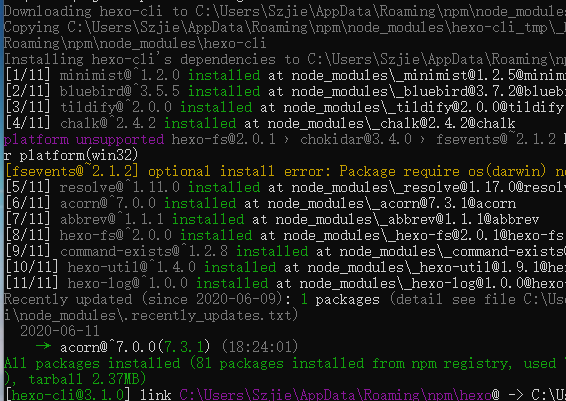 Downloading hexo-cli to C:\Users\Szjie\AppData\Roaming\npm\node_modules
Copying C:\Users\Szjie\AppData\Roaming\npm\node_modules\hexo-cli_tmp\_
Roaming\npm\node_modules\hexo-cli
Installing hexo-cli's dependencies to C:\Users\Szjie\AppData\Roaming\n
[1/11] minimist@^1.2.0 installed at node_modules\_minimist@1.2.5@minim
[2/11] bluebird@^3.5.5 installed at node_modules\_bluebird@3.7.2@bluebi
[3/11] tildify@^2.0.0 installed at node_modules\_tildify@2.0.0@tildify
[4/11] chalk@^2.4.2 installed at node_modules\_chalk@2.4.2@chalk
platform unsupported hexo-fs@2.0.1 › chokidar@3.4.0 › fsevents@~2.1.2
r platform(win32)
[fsevents@~2.1.2] optional install error: Package require os(darwin) no
[5/11] resolve@^1.11.0 installed at node_modules\_resolve@1.17.0@resol
[6/11] acorn@^7.0.0 installed at node_modules\_acorn@7.3.1@acorn
[7/11] abbrev@^1.1.1 installed at node_modules\_abbrev@1.1.1@abbrev
[8/11] hexo-fs@^2.0.0 installed at node_modules\_hexo-fs@2.0.1@hexo-fs
[9/11] command-exists@^1.2.8 installed at node_modules\_command-exists@
[10/11] hexo-util@^1.4.0 installed at node_modules\_hexo-util@1.9.1@he
[11/11] hexo-log@^1.0.0 installed at node_modules\_hexo-log@1.0.0@hexo
Recently updated (since 2020-06-09): 1 packages (detail see file C:\Us
i\node_modules\.recently_updates.txt)
2020-06-11
→ acorn@^7.0.0(7.3.1) (18:24:01)
All packages installed (81 packages installed from npm registry, used
), tarball 2.37MB)
[hexo-cli@3.1.0] link C:\Users\Szjie\AppData\Roaming\npm\hexo@ -> C:\U